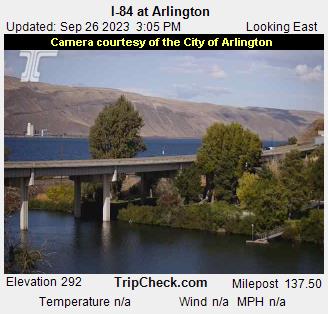 I-84 at Arlington
Updated: Sep 26 2023 3:05 PM Looking East
Camera courtesy of the City of Arlington
Elevation 292 TripCheck.com Milepost 137.50
Temperature n/a Wind n/a MPH n/a